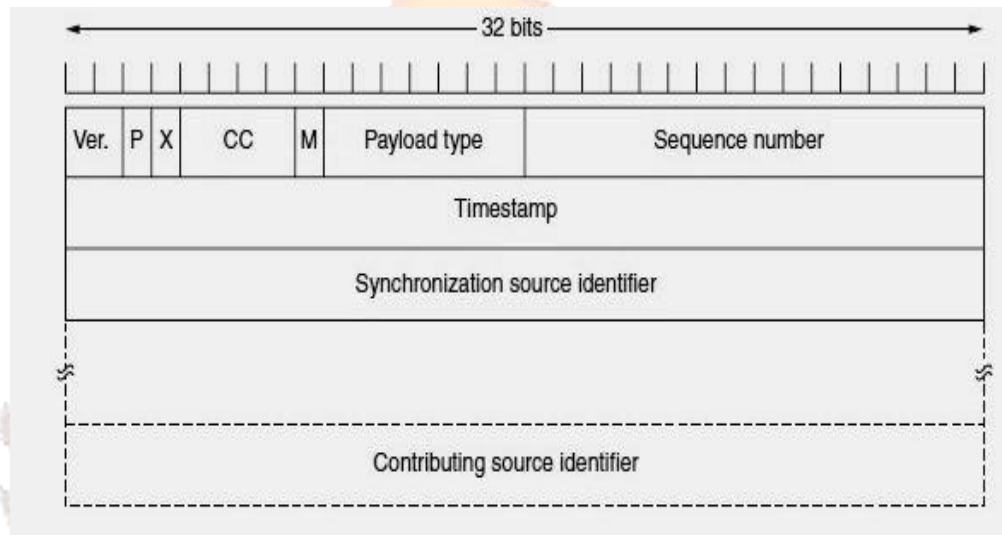 32 bits
Ver. P X CC M Payload type Sequence number
Timestamp
Synchronization source identifier
Contributing source identifier